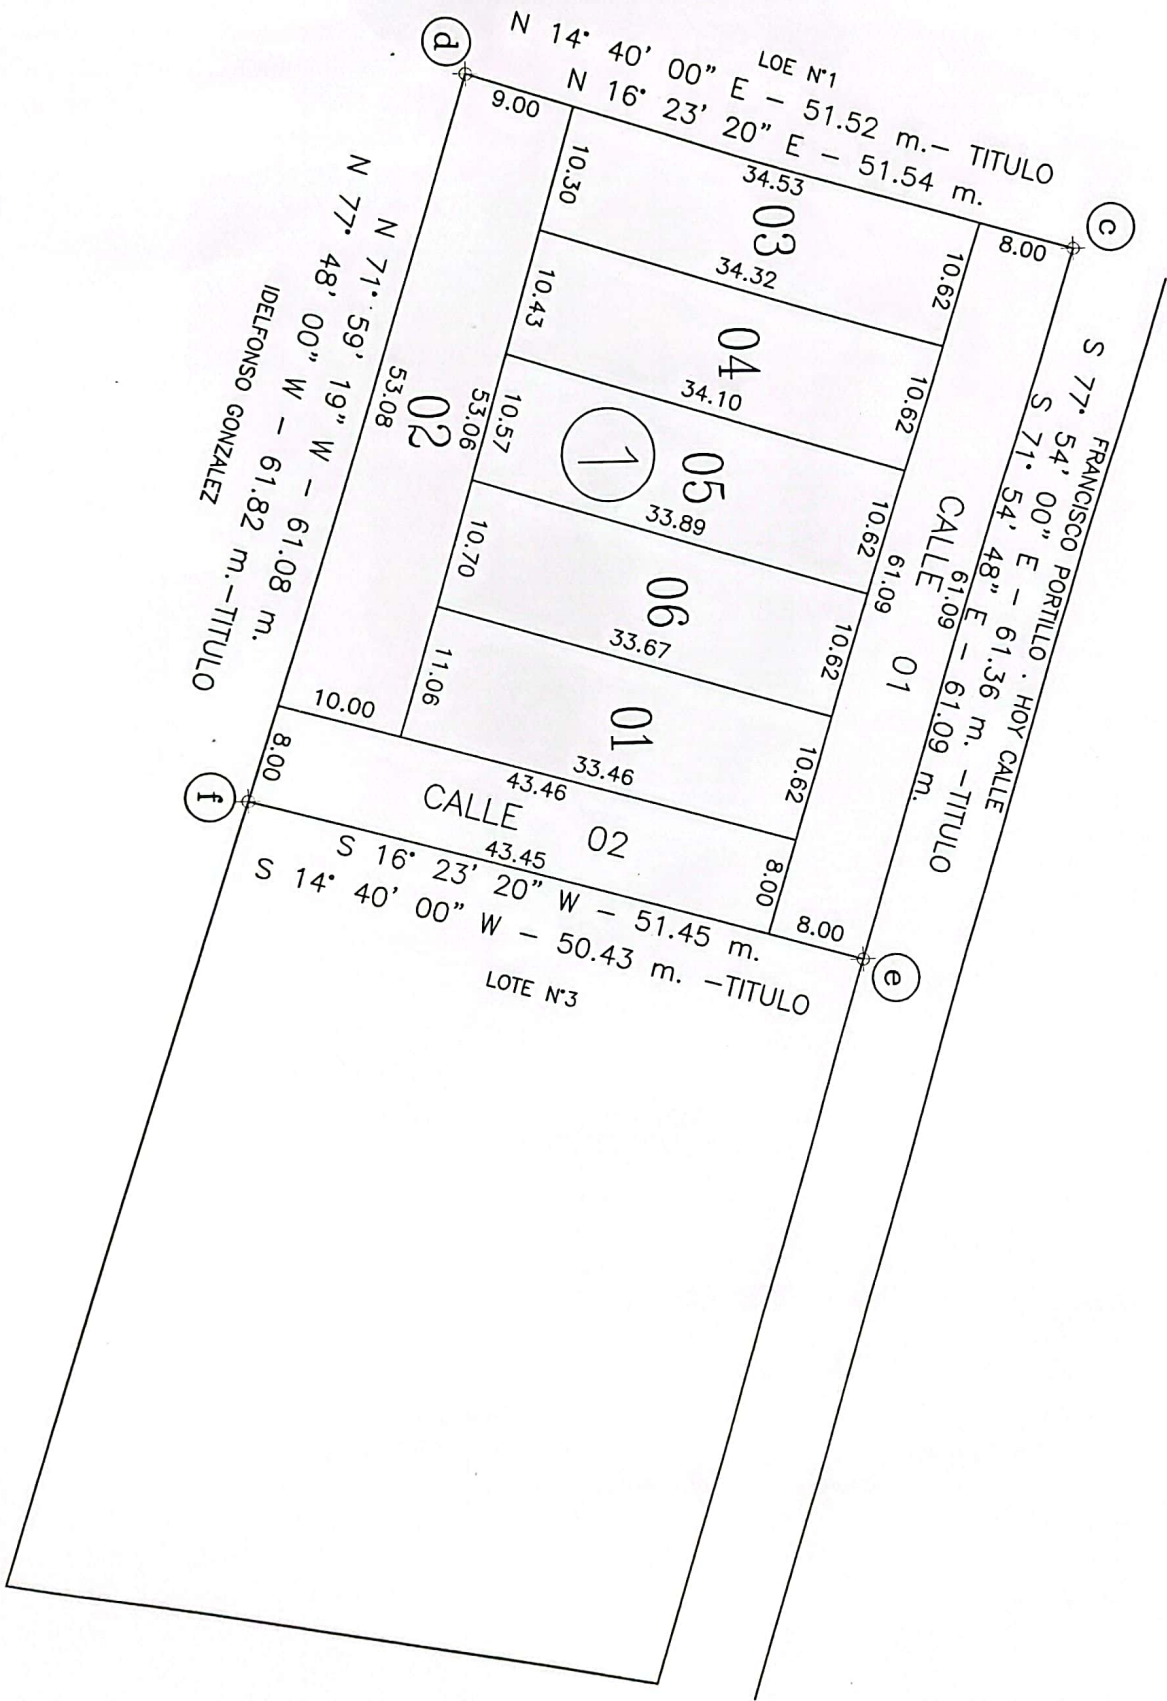 FRANCISCO PORTILLO - HOY CALLE
S 77° 54' 00" E - 61.36 m. -TITULO
S 71° 54' 48" E - 61.09 m.
61.09
c
8.00
CALLE 01
61.09
8.00
e
LOE N°1
N 14° 40' 00" E - 51.52 m.- TITULO
N 16° 23' 20" E - 51.54 m.
10.62
10.62
10.62
10.62
10.62
8.00
34.53
03
34.32
04
34.10
05
33.89
06
33.67
01
33.46
1
43.46
CALLE 02
43.45
S 16° 23' 20" W - 51.45 m.
S 14° 40' 00" W - 50.43 m. -TITULO
LOTE N°3
10.30
10.43
10.57
10.70
11.06
53.06
9.00
02
10.00
53.08
8.00
d
f
N 71° 59' 19" W - 61.08 m.
N 77° 48' 00" W - 61.82 m.-TITULO
IDELFONSO GONZALEZ